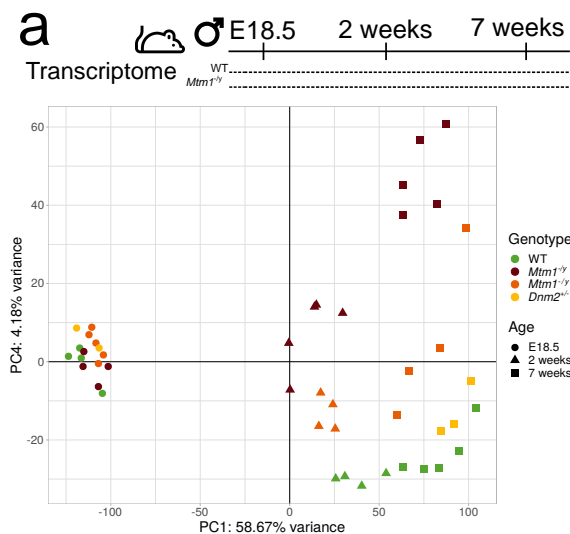 a
E18.5 2 weeks 7 weeks
Transcriptome
WT
Mtm1-/y
60
40
20
0
-20
-100 -50 0 50 100
PC4: 4.18% variance
PC1: 58.67% variance
Genotype
WT
Mtm1-/y
Mtm1-/y
Dnm2+/-
Age
E18.5
2 weeks
7 weeks